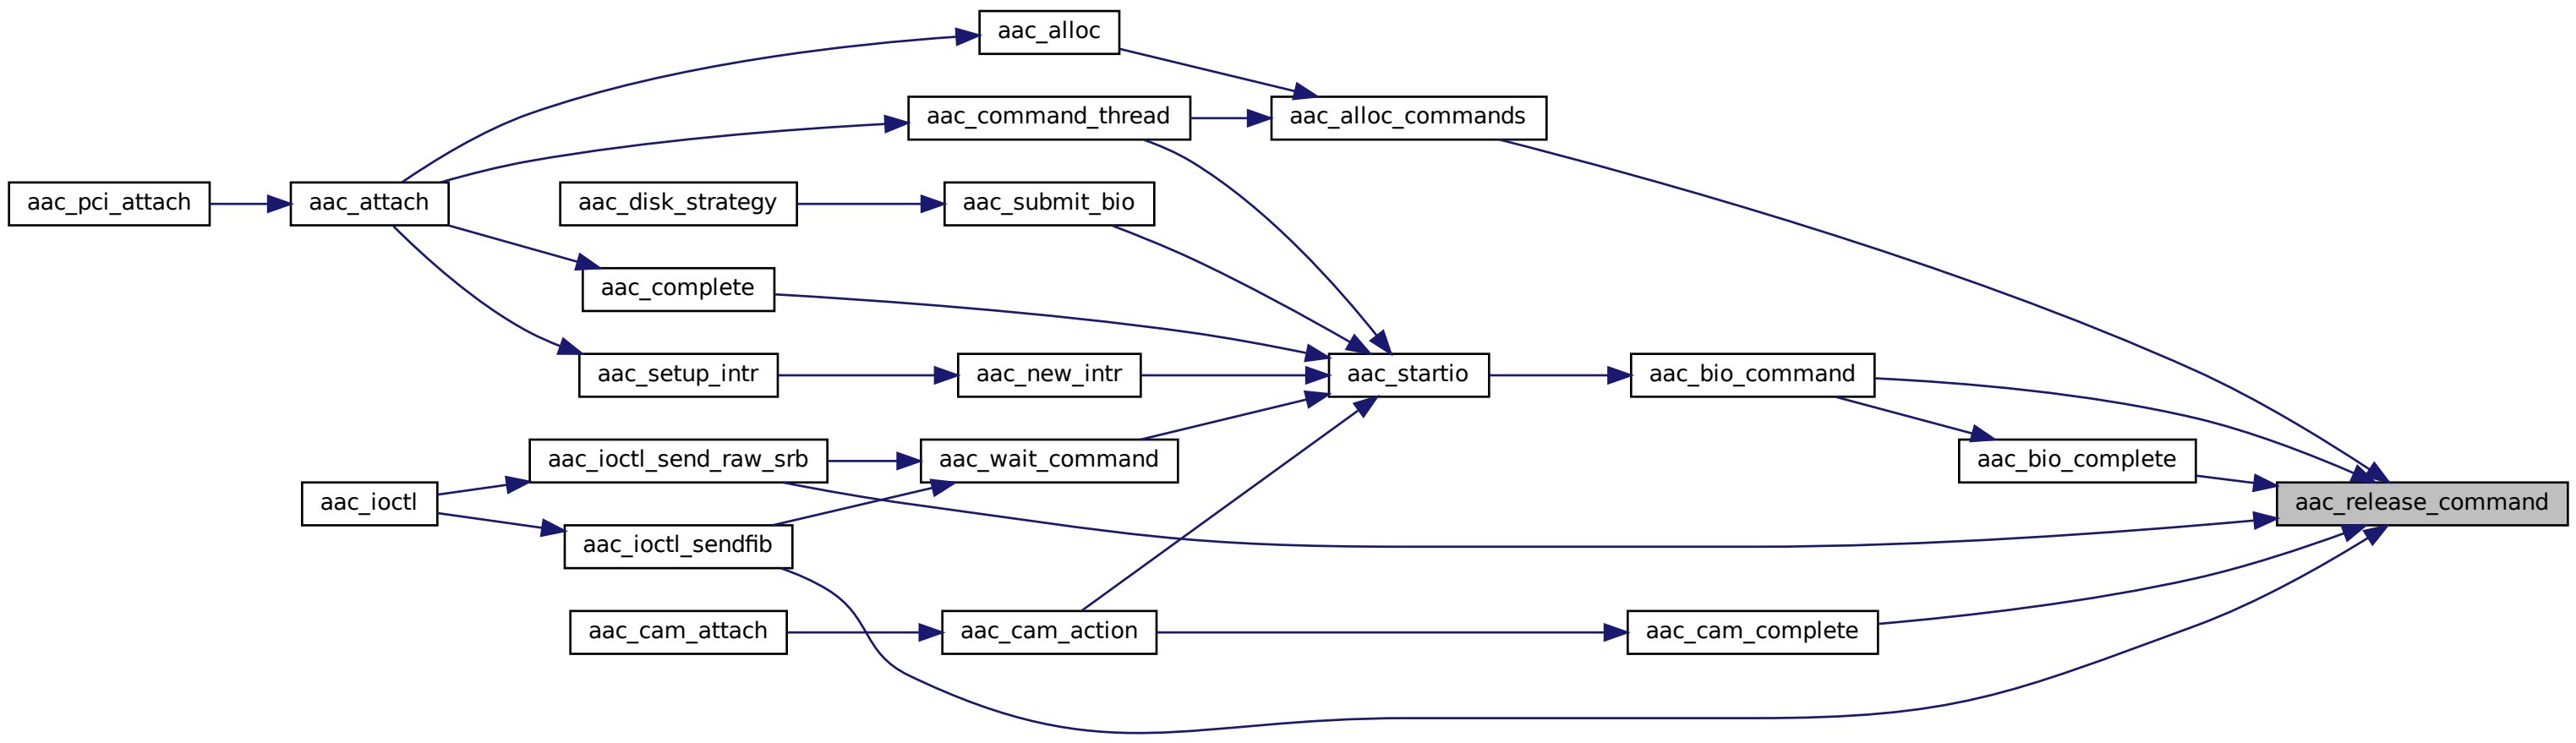 aac_alloc
aac_command_thread
aac_alloc_commands
aac_pci_attach
aac_attach
aac_disk_strategy
aac_submit_bio
aac_complete
aac_setup_intr
aac_new_intr
aac_startio
aac_bio_command
aac_ioctl_send_raw_srb
aac_wait_command
aac_bio_complete
aac_ioctl
aac_release_command
aac_ioctl_sendfib
aac_cam_attach
aac_cam_action
aac_cam_complete